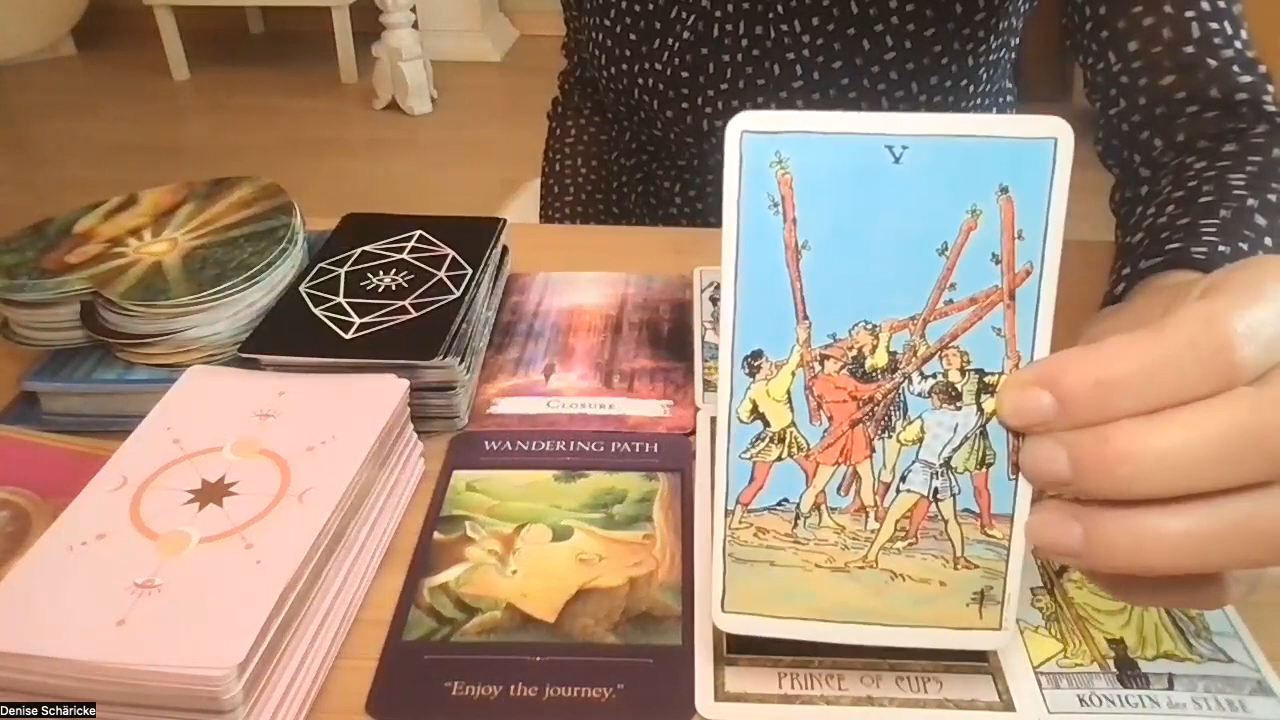 V
CLOSURE
WANDERING PATH
"Enjoy the journey."
PRINCE OF CUPS
KÖNIGIN der STÄBE
Denise Schäricke